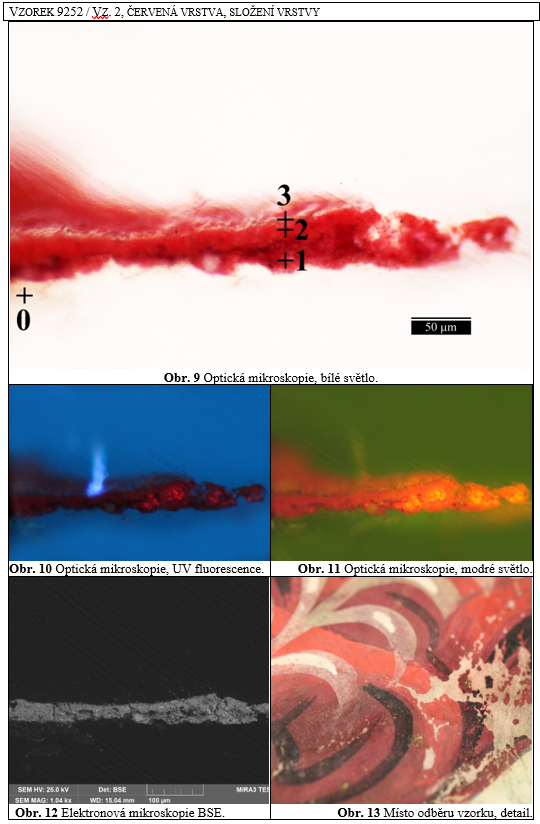 VZOREK 9252 / VZ. 2, ČERVENÁ VRSTVA, SLOŽENÍ VRSTVY
3
2
1
0
50 µm
Obr. 9 Optická mikroskopie, bílé světlo.
Obr. 10 Optická mikroskopie, UV fluorescence.
Obr. 11 Optická mikroskopie, modré světlo.
SEM HV: 25.0 kV Det: BSE MIRA3 TES
SEM MAG: 1.04 kx WD: 15.04 mm 100 µm
Obr. 12 Elektronová mikroskopie BSE.
Obr. 13 Místo odběru vzorku, detail.